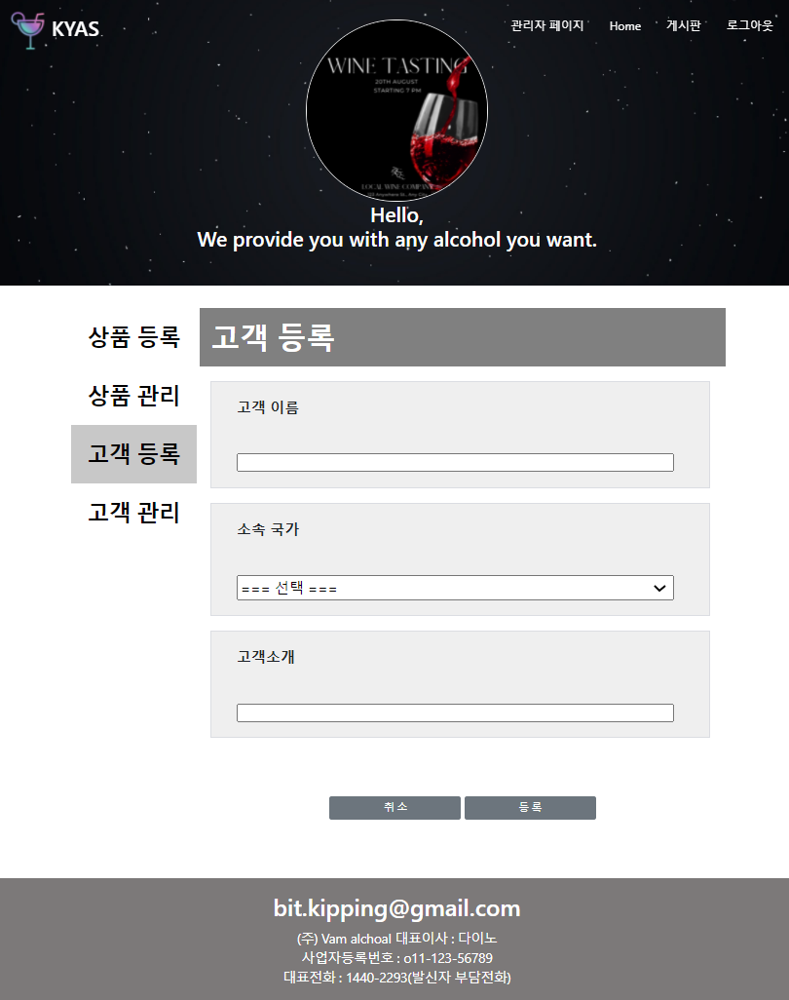 KYAS
관리자 페이지 Home 게시판 로그아웃
WINE TASTING
20TH AUGUST
STARTING 7 PM
LOCAL WINE COMPANY
Hello,
We provide you with any alcohol you want.
상품 등록
상품 관리
고객 등록
고객 관리
고객 등록
고객 이름
소속 국가
=== 선택 ===
고객소개
취소 등록
bit.kipping@gmail.com
(주) Vam alchoal 대표이사 : 다이노
사업자등록번호 : o11-123-56789
대표전화 : 1440-2293(발신자 부담전화)